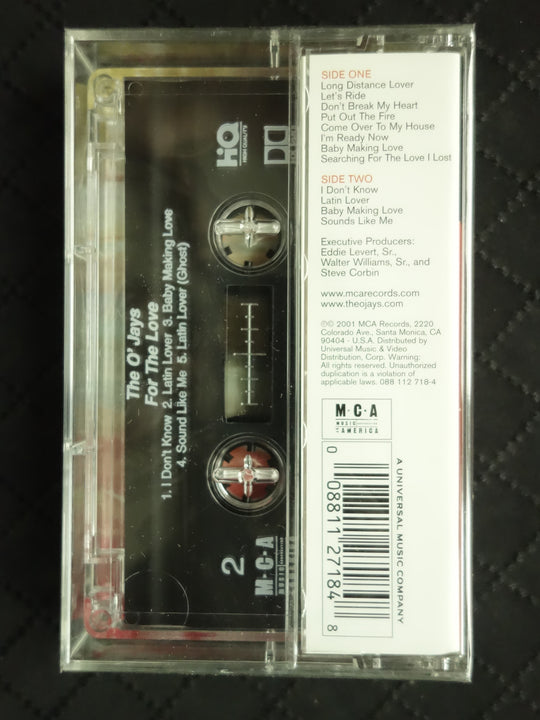 SIDE ONE
Long Distance Lover
Let's Ride
Don't Break My Heart
Put Out The Fire
Come Over To My House
I'm Ready Now
Baby Making Love
Searching For The Love I Lost
SIDE TWO
I Don't Know
Latin Lover
Baby Making Love
Sounds Like Me
Executive Producers:
Eddie Levert, Sr.,
Walter Williams, Sr., and
Steve Corbin
www.mcarecords.com
www.theojays.com
℗© 2001 MCA Records, 2220
Colorado Ave., Santa Monica, CA
90404 - U.S.A. Distributed by
Universal Music & Video
Distribution, Corp. Warning:
All rights reserved. Unauthorized
duplication is a violation of
applicable laws. 088 112 718-4
M·C·A
MUSIC
AMERICA
A UNIVERSAL MUSIC COMPANY
0 08811 27184 8
The O' Jays
For The Love
1. I Don't Know 2. Latin Lover 3. Baby Making Love
4. Sound Like Me 5. Latin Lover (Ghost)
HQ
HIGH QUALITY
2
M·C·A
MUSIC